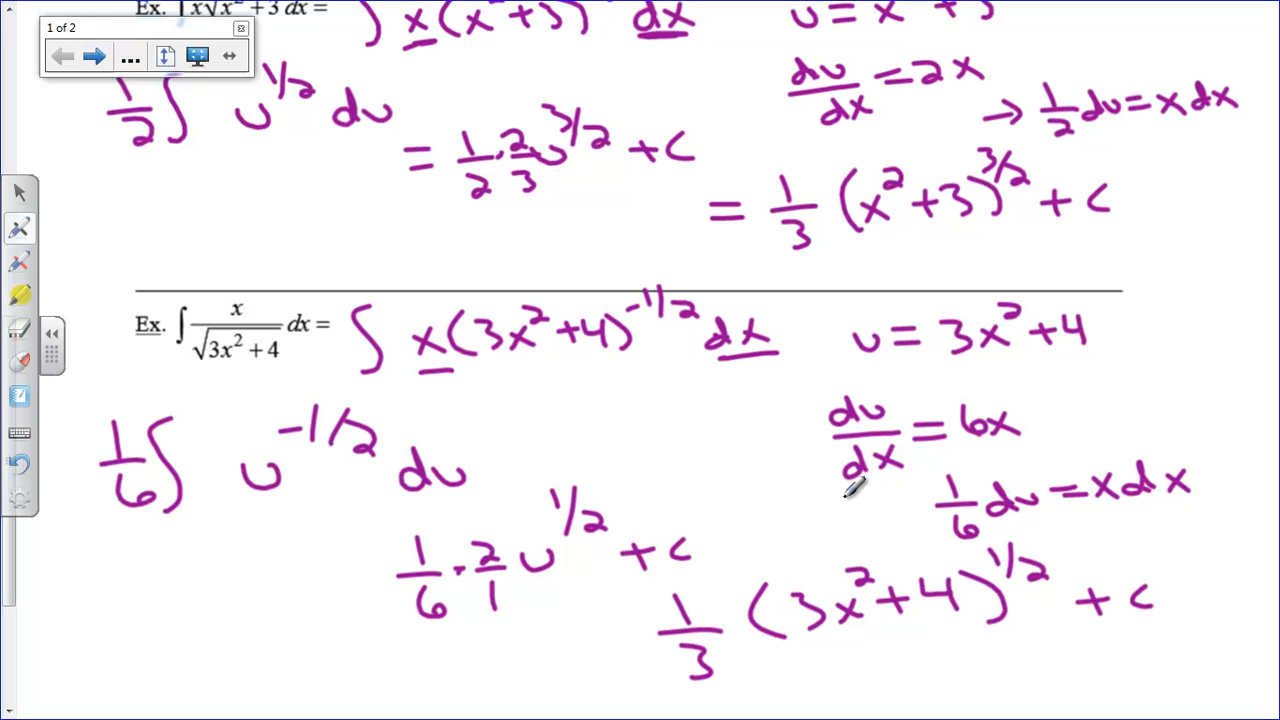 Ex. ∫ x√x² + 3 dx = ∫ x(x²+3) dx u = x² + 3
1 of 2
du/dx = 2x
→ 1/2 du = x dx
1/2 ∫ u^1/2 du
= 1/2 · 2/3 u^3/2 + c
= 1/3 (x²+3)^3/2 + c
Ex. ∫ x/√3x² + 4 dx = ∫ x(3x²+4)^-1/2 dx u = 3x²+4
du/dx = 6x
1/6 ∫ u^-1/2 du
1/6 du = x dx
1/6 · 2/1 u^1/2 + c
1/3 (3x²+4)^1/2 + c